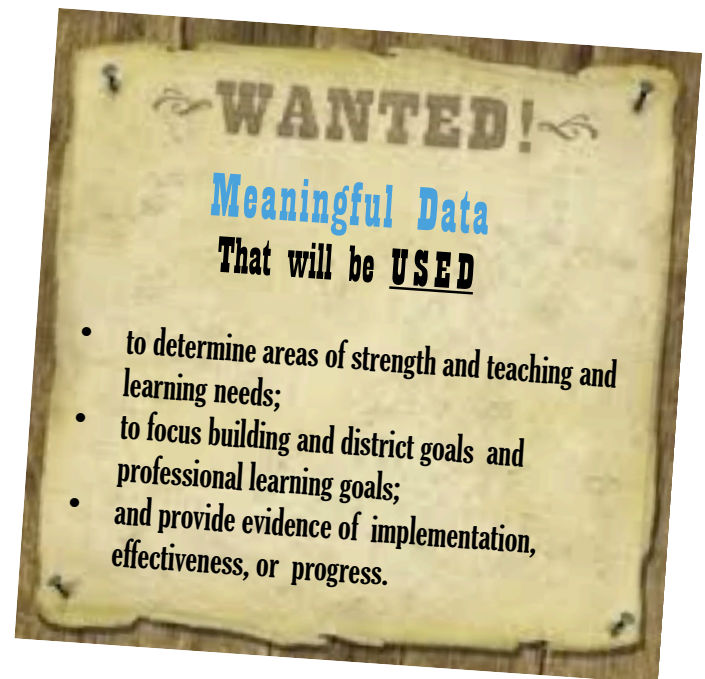 WANTED!
Meaningful Data
That will be USED
• to determine areas of strength and teaching and
learning needs;
• to focus building and district goals and
professional learning goals;
• and provide evidence of implementation,
effectiveness, or progress.